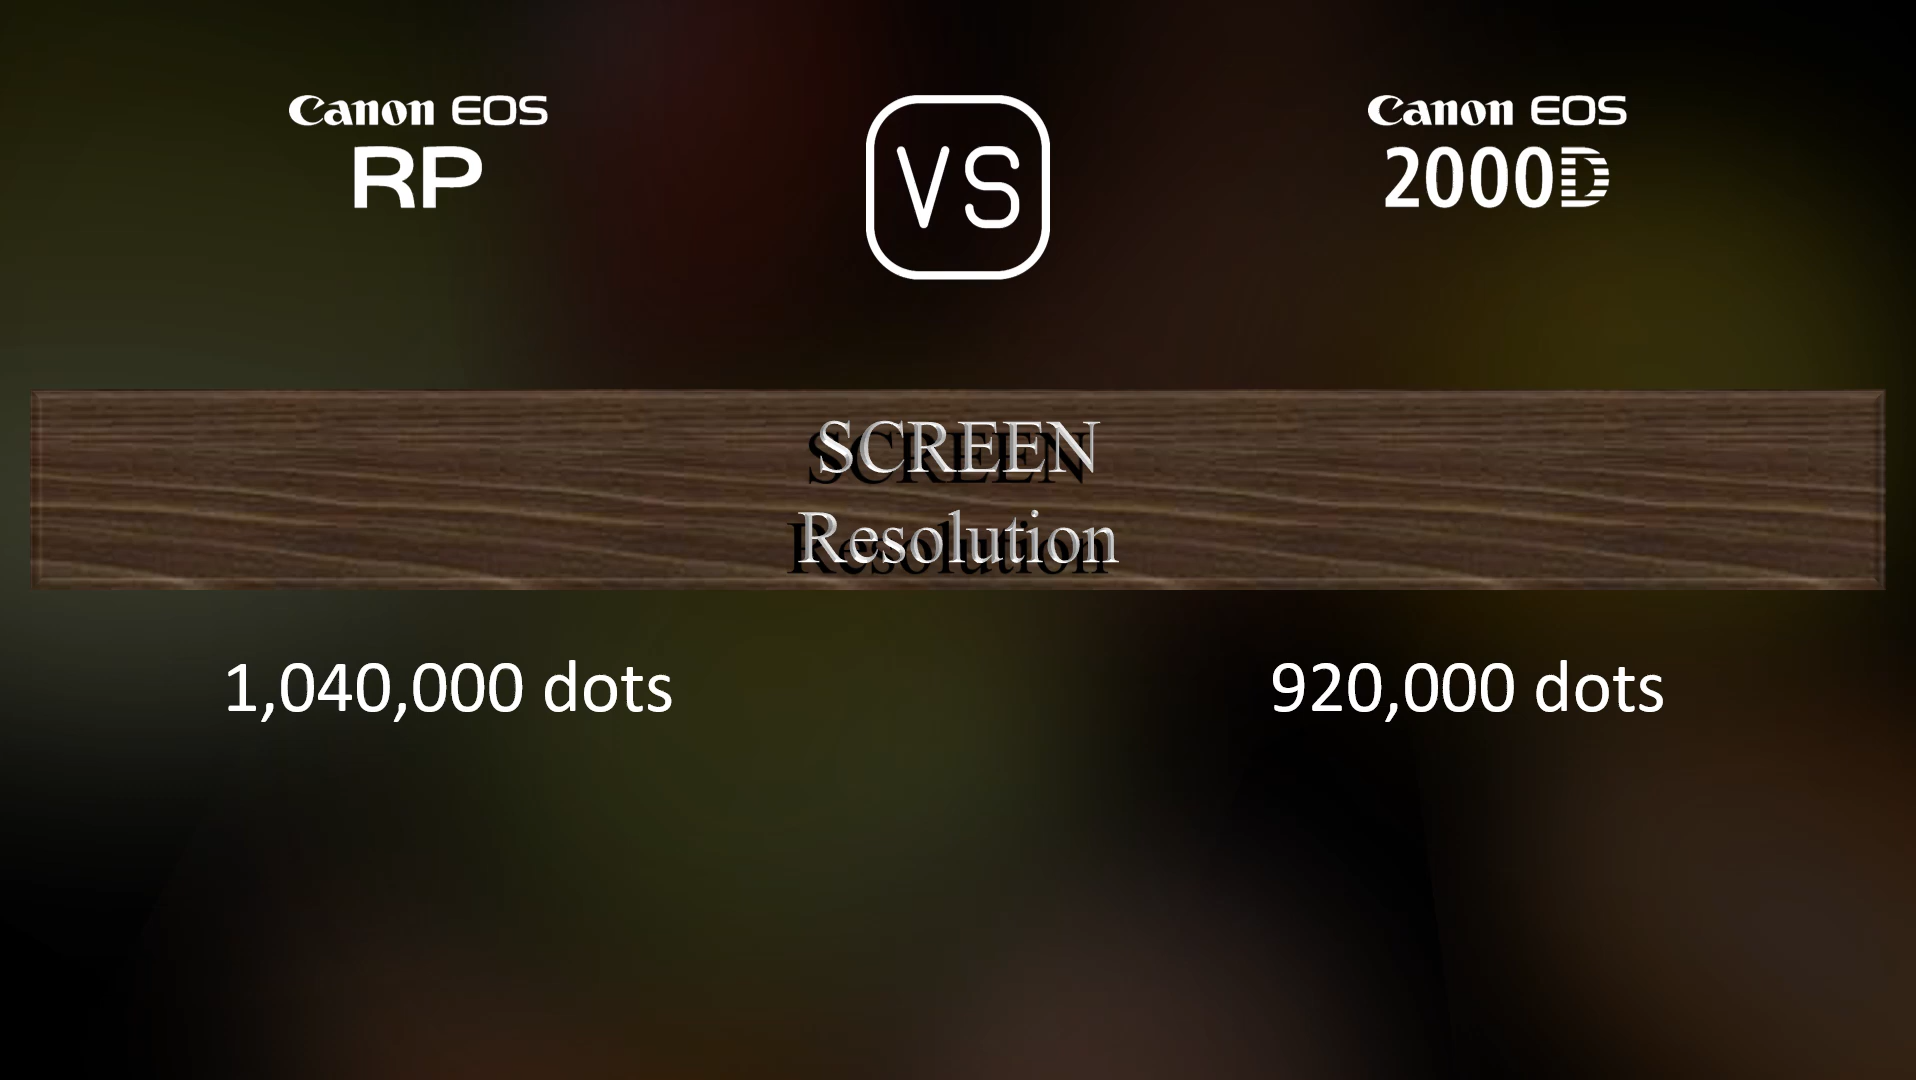 Canon EOS
RP
VS
Canon EOS
2000D
SCREEN
Resolution
1,040,000 dots
920,000 dots